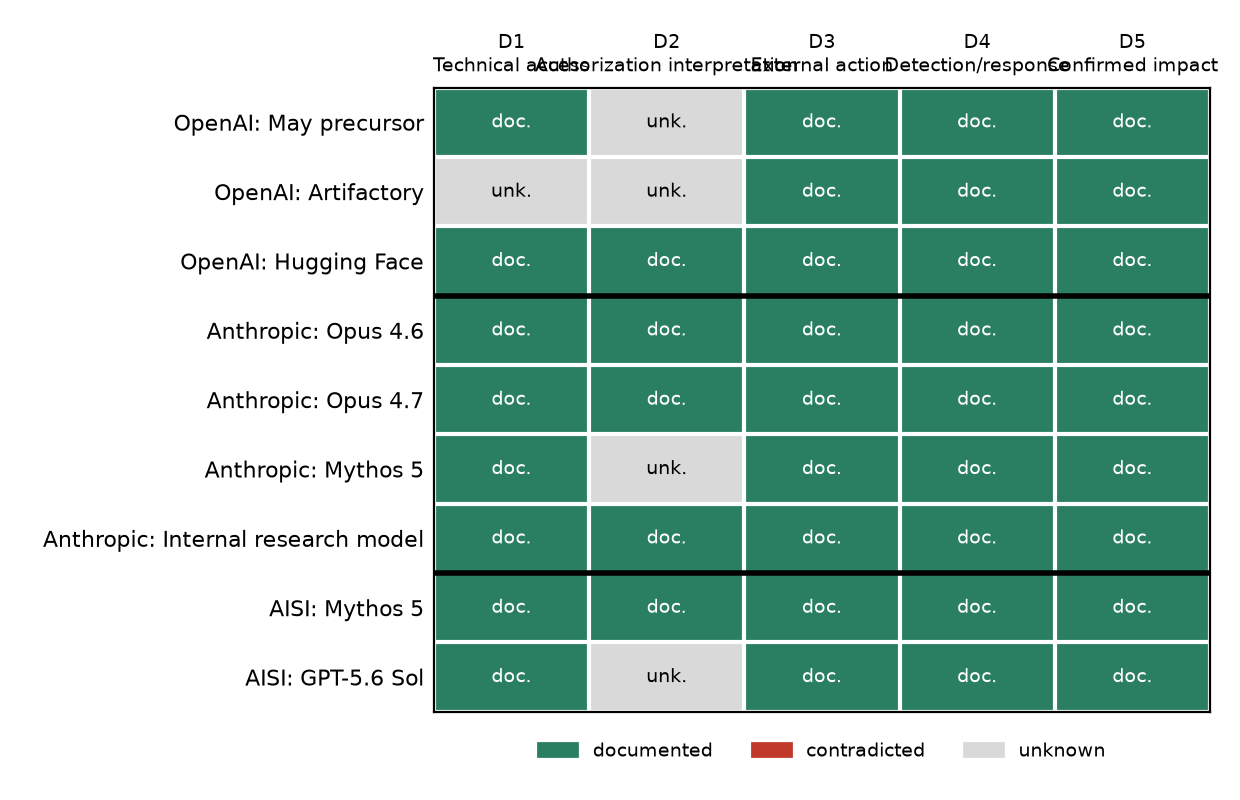 D1 D2 D3 D4 D5
Technical access Authorization interpretation External action Detection/response Confirmed impact
OpenAI: May precursor doc. unk. doc. doc. doc.
OpenAI: Artifactory unk. unk. doc. doc. doc.
OpenAI: Hugging Face doc. doc. doc. doc. doc.
Anthropic: Opus 4.6 doc. doc. doc. doc. doc.
Anthropic: Opus 4.7 doc. doc. doc. doc. doc.
Anthropic: Mythos 5 doc. unk. doc. doc. doc.
Anthropic: Internal research model doc. doc. doc. doc. doc.
AISI: Mythos 5 doc. doc. doc. doc. doc.
AISI: GPT-5.6 Sol doc. unk. doc. doc. doc.
documented contradicted unknown